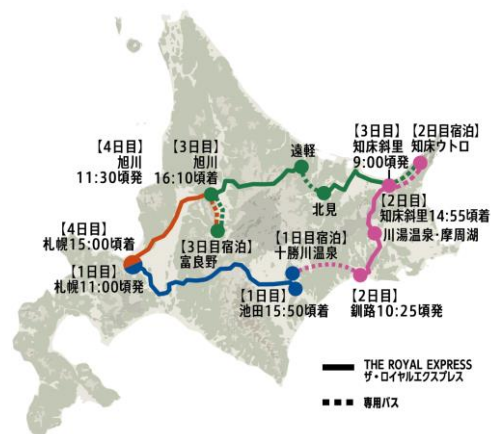 【4日目】
旭川
11:30頃発
【3日目】
旭川
16:10頃着
遠軽
【3日目】
知床斜里
9:00頃発
【2日目宿泊】
知床ウトロ
北見
【2日目】
知床斜里14:55頃着
川湯温泉・摩周湖
【4日目】
札幌15:00頃着
【3日目宿泊】
富良野
【1日目宿泊】
十勝川温泉
【1日目】
札幌11:00頃発
【1日目】
池田15:50頃着
【2日目】
釧路10:25頃発
THE ROYAL EXPRESS
ザ・ロイヤルエクスプレス
専用バス